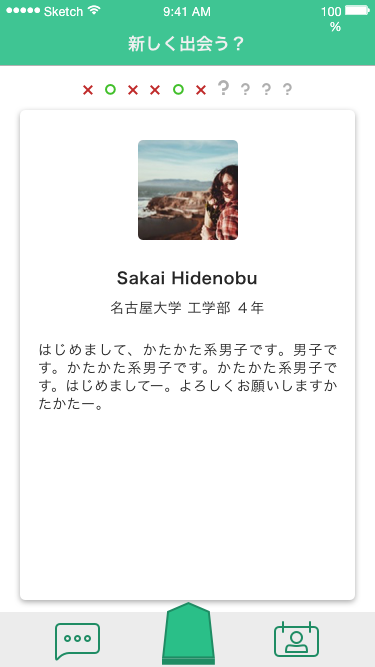 Sketch 9:41 AM 100
%
新しく出会う？
× ○ × × ○ × ? ? ? ?
Sakai Hidenobu
名古屋大学 工学部 ４年
はじめまして、かたかた系男子です。男子で
す。かたかた系男子です。かたかた系男子で
す。はじめましてー。よろしくお願いしますか
たかたー。